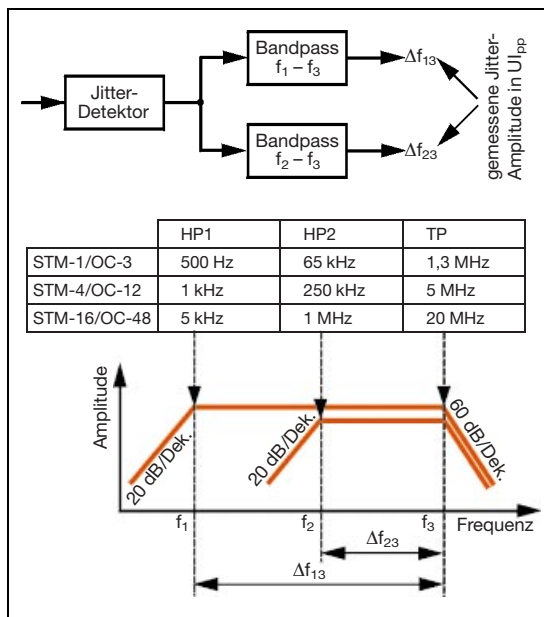 Jitter-
Detektor
Bandpass
f1 – f3
Δf13
Bandpass
f2 – f3
Δf23
gemessene Jitter-
Amplitude in UIpp
HP1 HP2 TP
STM-1/OC-3 500 Hz 65 kHz 1,3 MHz
STM-4/OC-12 1 kHz 250 kHz 5 MHz
STM-16/OC-48 5 kHz 1 MHz 20 MHz
Amplitude
20 dB/Dek.
20 dB/Dek.
60 dB/Dek.
f1 f2 f3 Frequenz
Δf23
Δf13